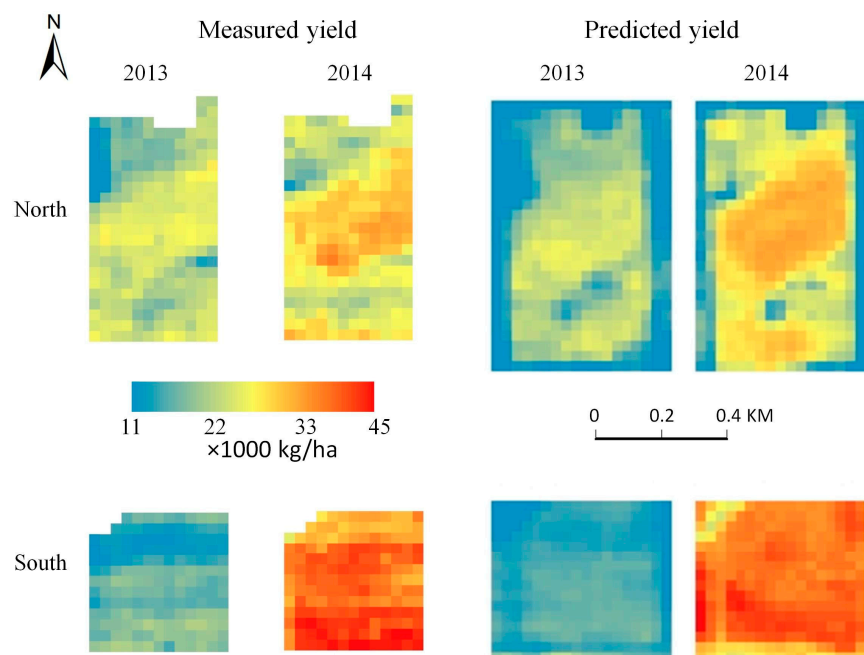 N
Measured yield
Predicted yield
2013
2014
2013
2014
North
11
22
33
45
×1000 kg/ha
0
0.2
0.4 KM
South